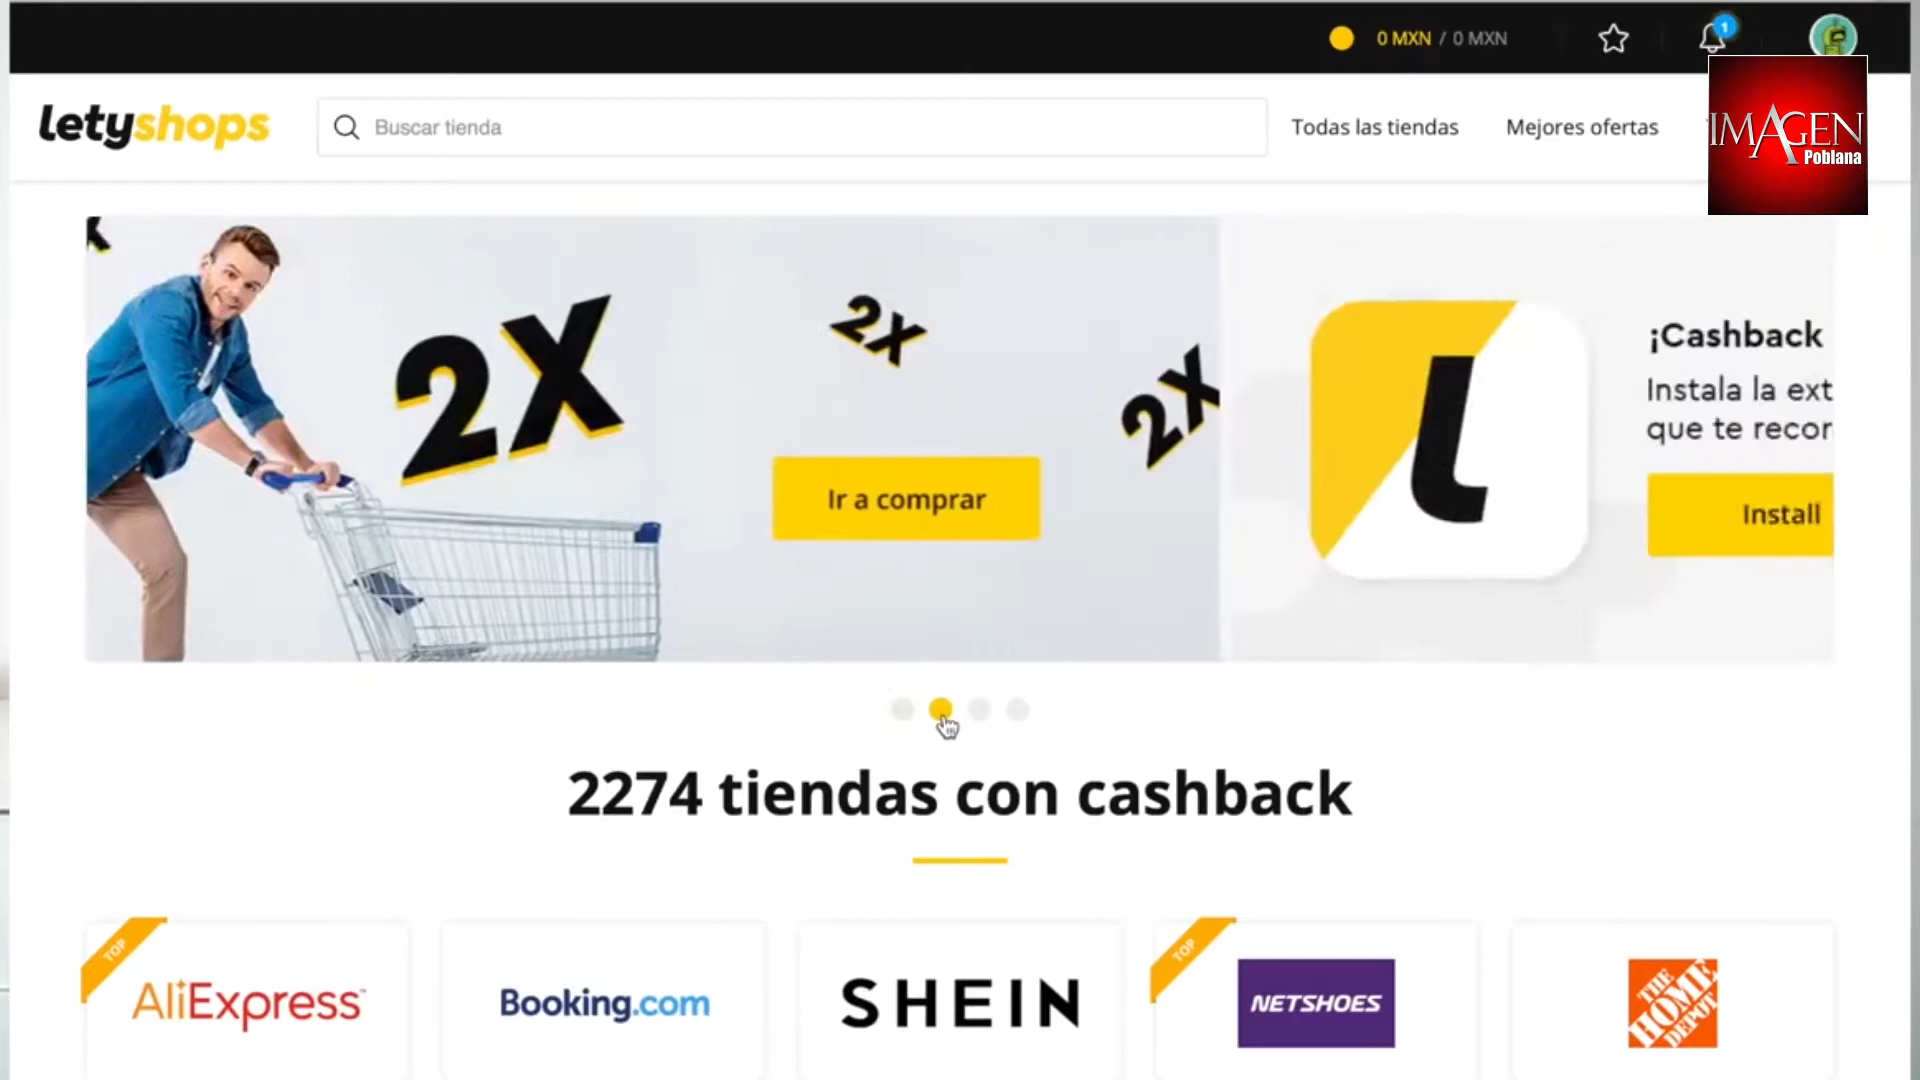 0 MXN / 0 MXN
1
letyshops
Buscar tienda
Todas las tiendas
Mejores ofertas
IMAGEN
Poblana
2X
2X
2X
Ir a comprar
L
¡Cashback
Instala la ext
que te recor
Install
2274 tiendas con cashback
TOP
AliExpress
Booking.com
SHEIN
TOP
NETSHOES
THE
HOME
DEPOT